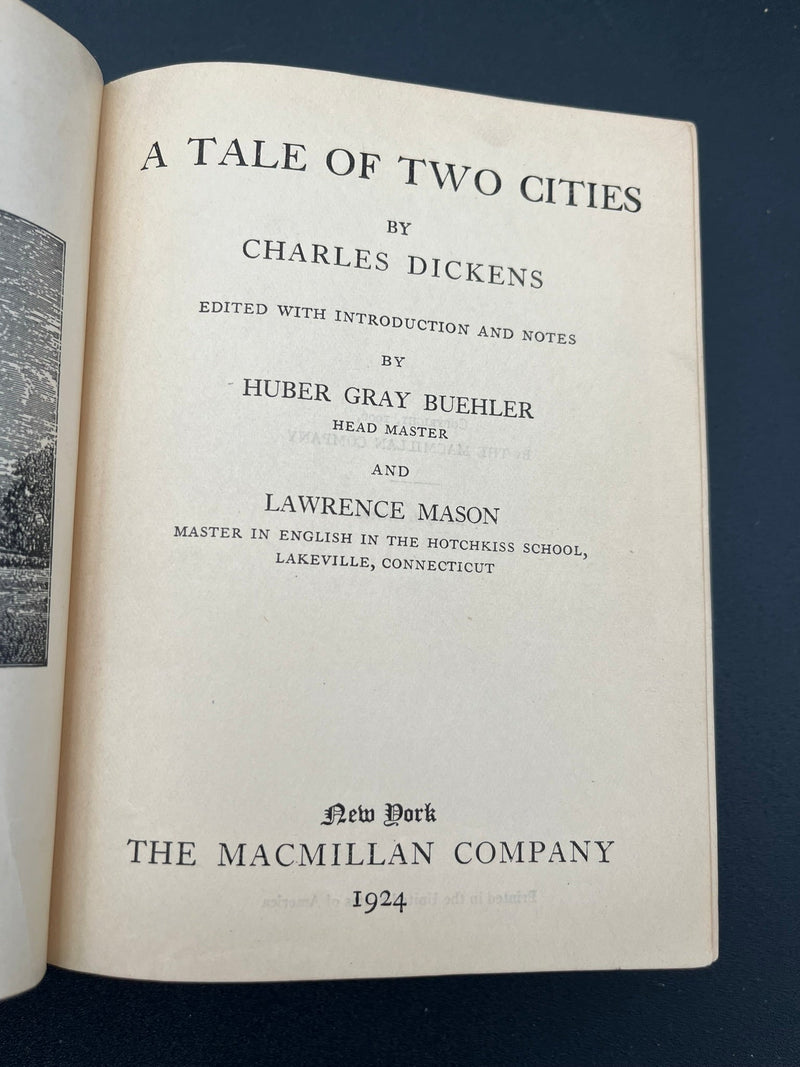 A TALE OF TWO CITIES
BY
CHARLES DICKENS
EDITED WITH INTRODUCTION AND NOTES
BY
HUBER GRAY BUEHLER
HEAD MASTER
AND
LAWRENCE MASON
MASTER IN ENGLISH IN THE HOTCHKISS SCHOOL,
LAKEVILLE, CONNECTICUT
New York
THE MACMILLAN COMPANY
1924